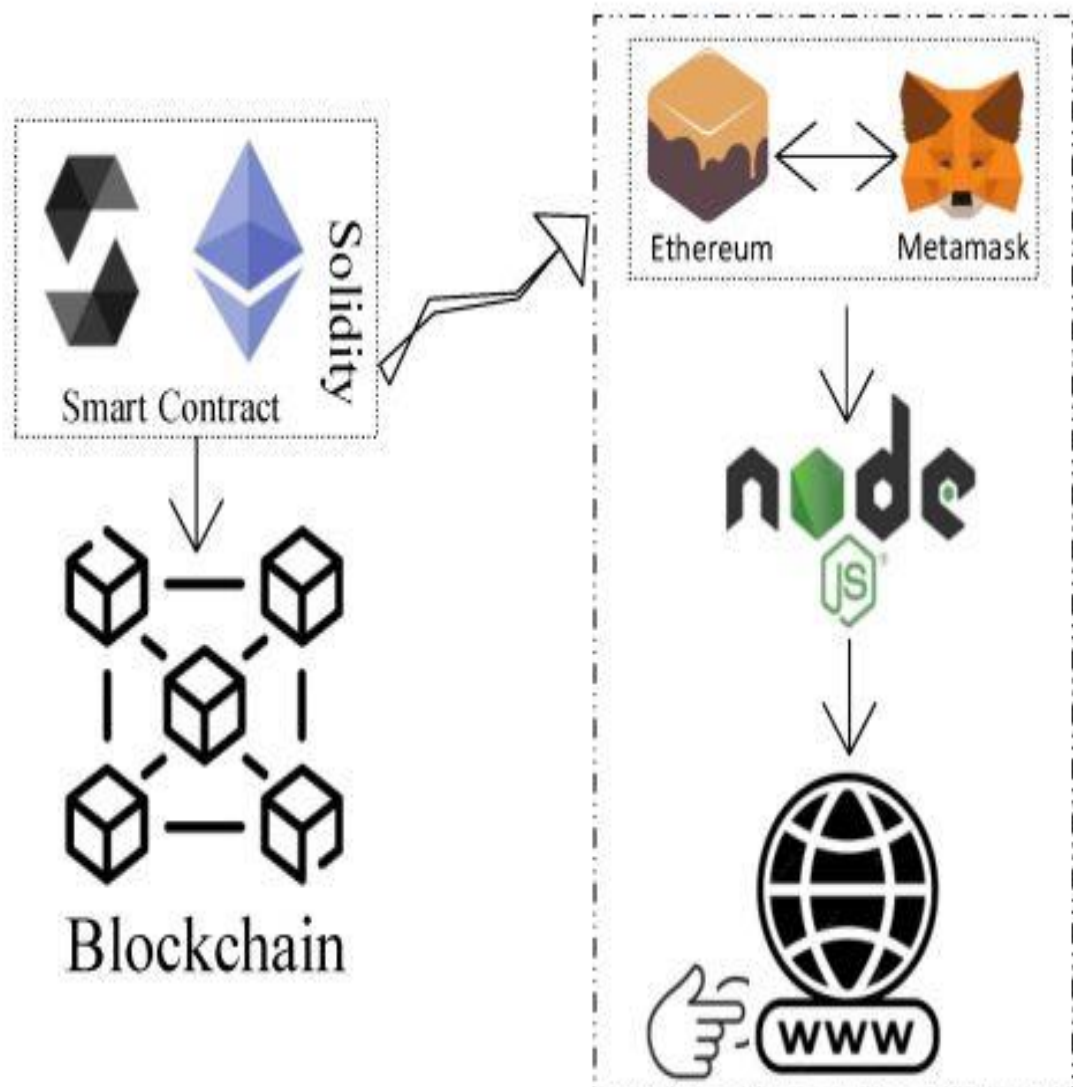 Smart Contract
Solidity
Blockchain
Ethereum
Metamask
node
JS
www